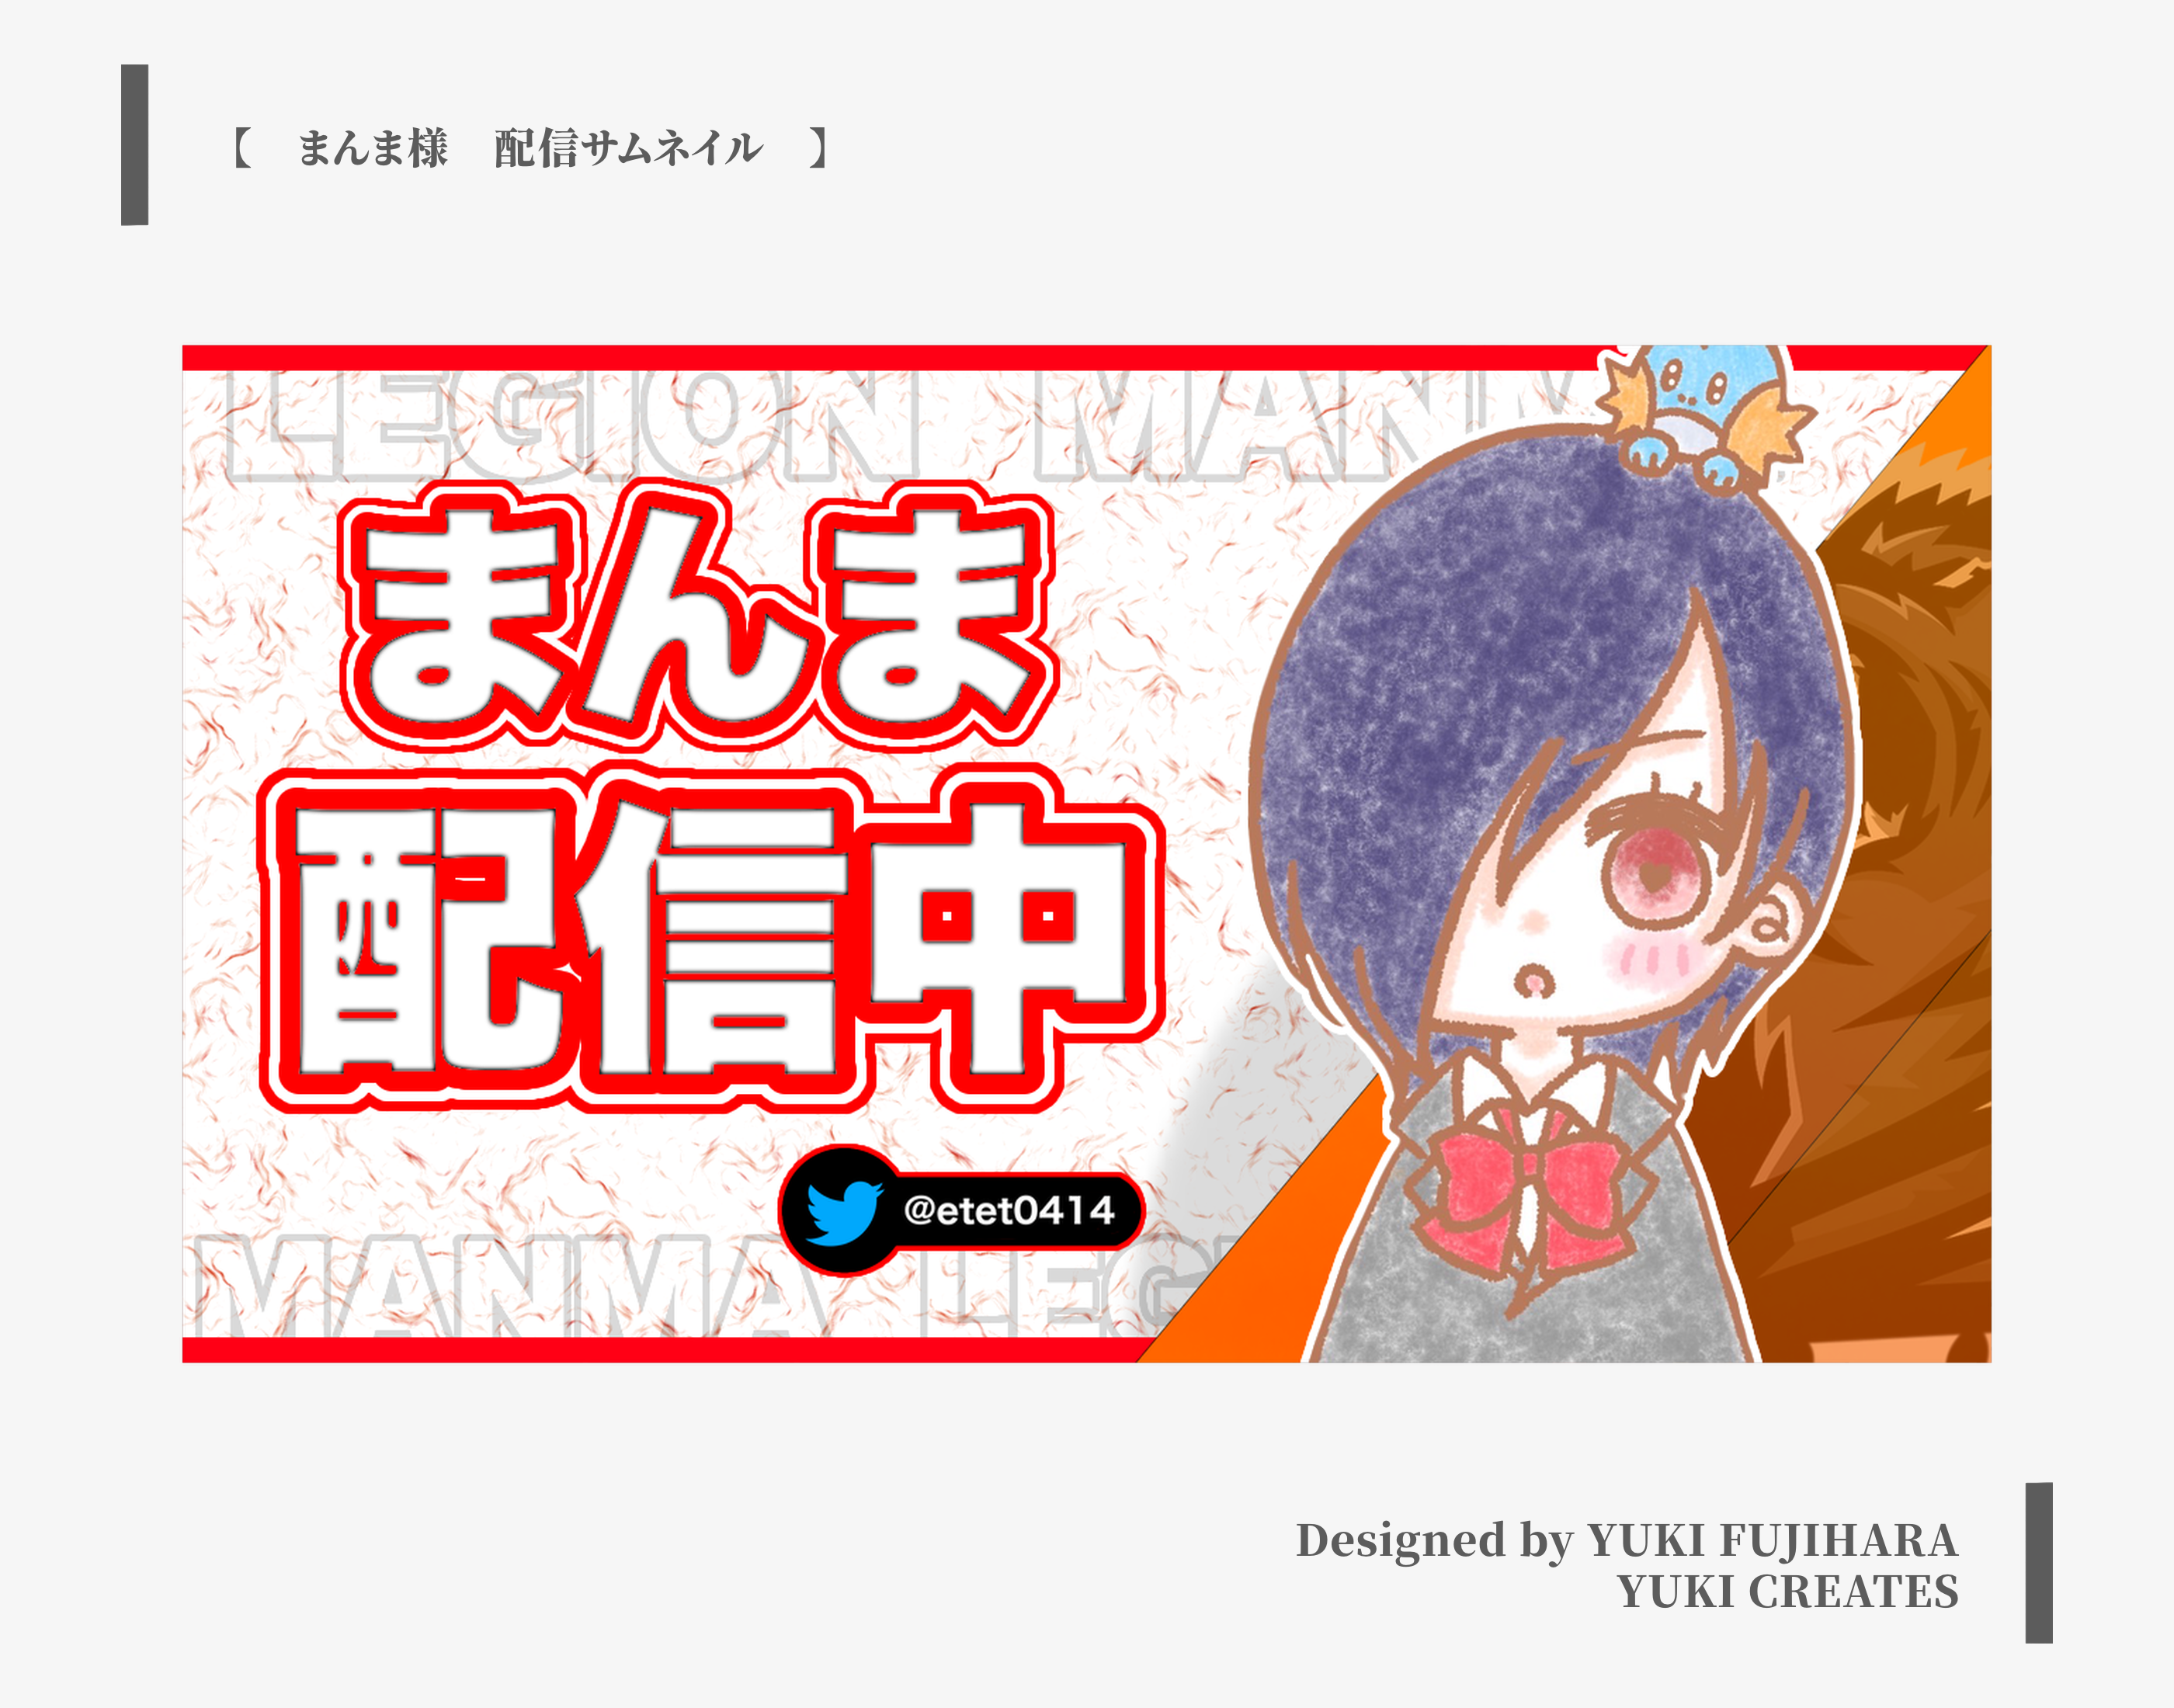 【　まんま様　配信サムネイル　】
LEGION MANM
まんま
配信中
@etet0414
MANMA LEG
Designed by YUKI FUJIHARA
YUKI CREATES